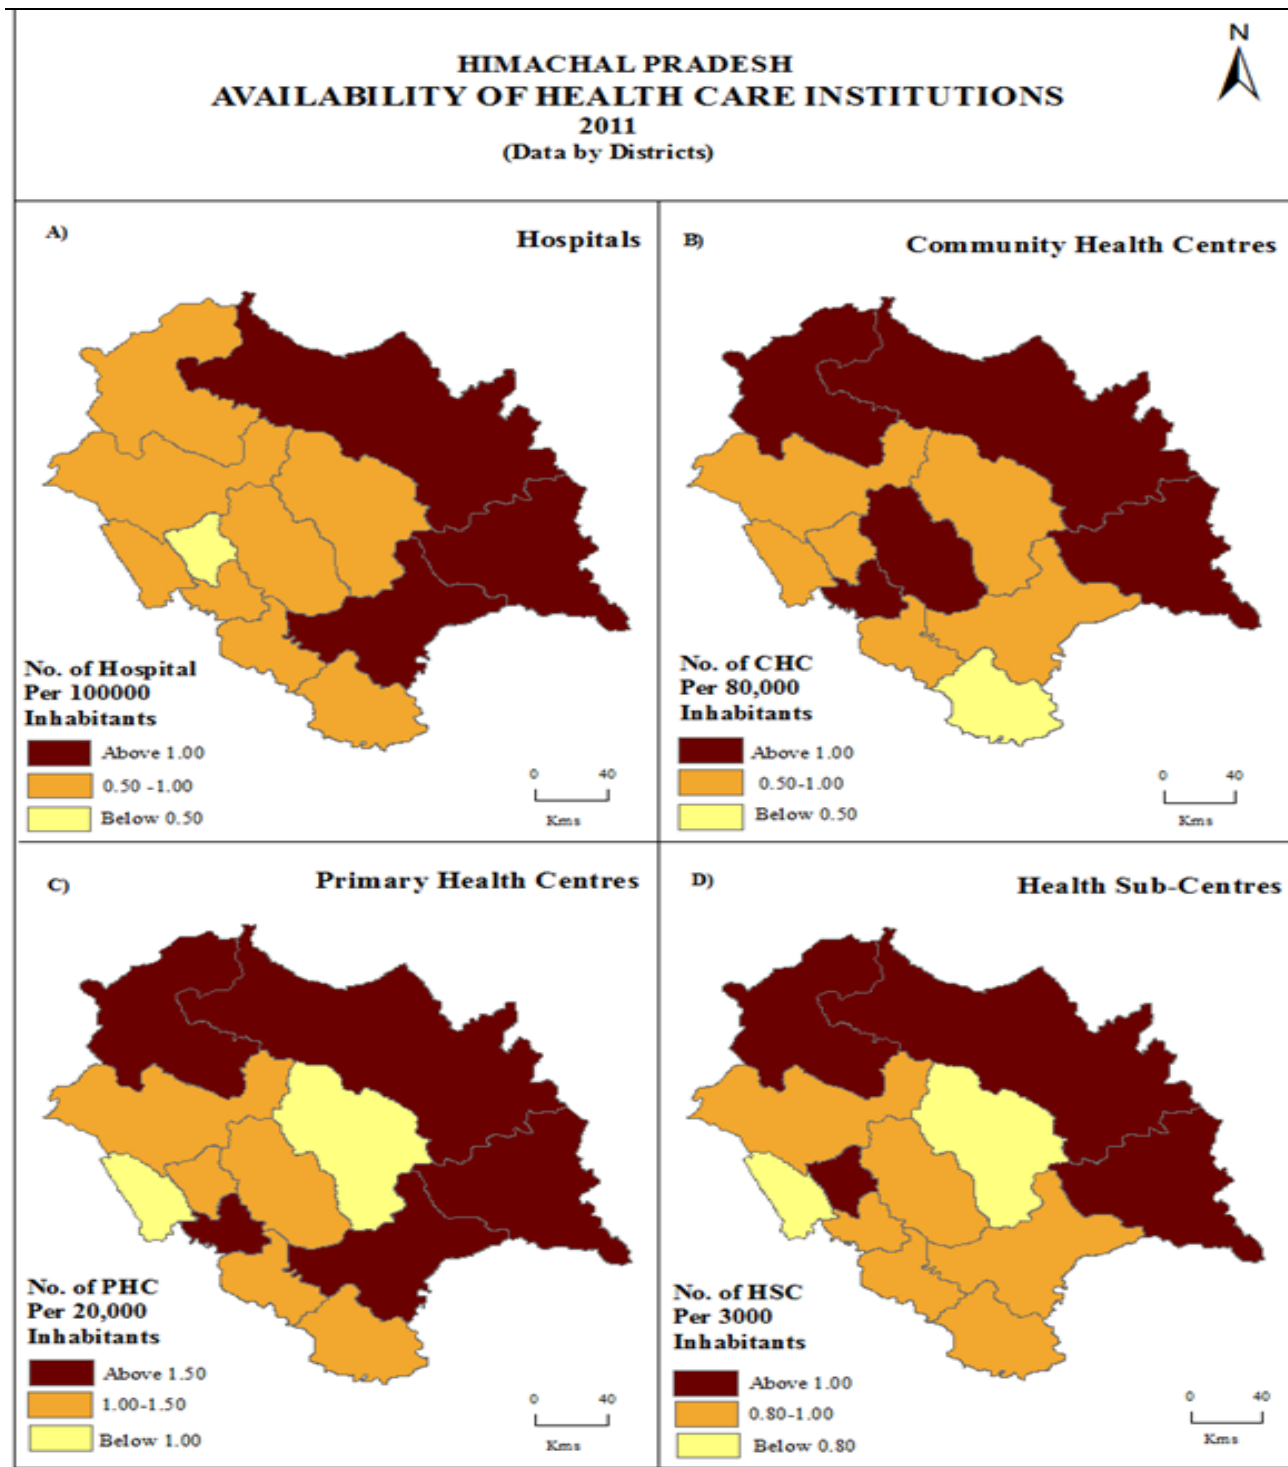 N
HIMACHAL PRADESH
AVAILABILITY OF HEALTH CARE INSTITUTIONS
2011
(Data by Districts)
A)
Hospitals
No. of Hospital
Per 100000
Inhabitants
Above 1.00
0.50 -1.00
Below 0.50
0 40
Kms
B)
Community Health Centres
No. of CHC
Per 80,000
Inhabitants
Above 1.00
0.50-1.00
Below 0.50
0 40
Kms
C)
Primary Health Centres
No. of PHC
Per 20,000
Inhabitants
Above 1.50
1.00-1.50
Below 1.00
0 40
Kms
D)
Health Sub-Centres
No. of HSC
Per 3000
Inhabitants
Above 1.00
0.80-1.00
Below 0.80
0 40
Kms